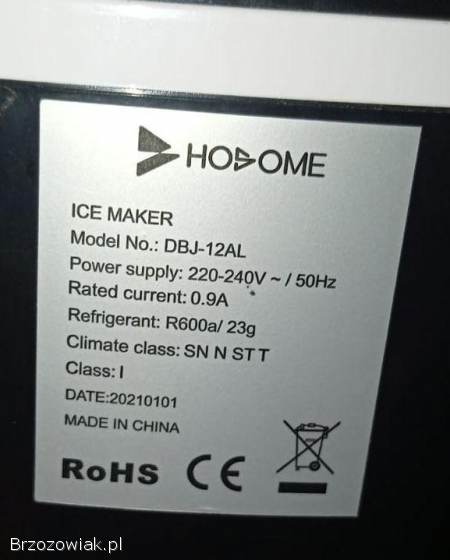 HOSOME
ICE MAKER
Model No.: DBJ-12AL
Power supply: 220-240V ~ / 50Hz
Rated current: 0.9A
Refrigerant: R600a/ 23g
Climate class: SN N ST T
Class: I
DATE:20210101
MADE IN CHINA
RoHS CE
Brzozowiak.pl